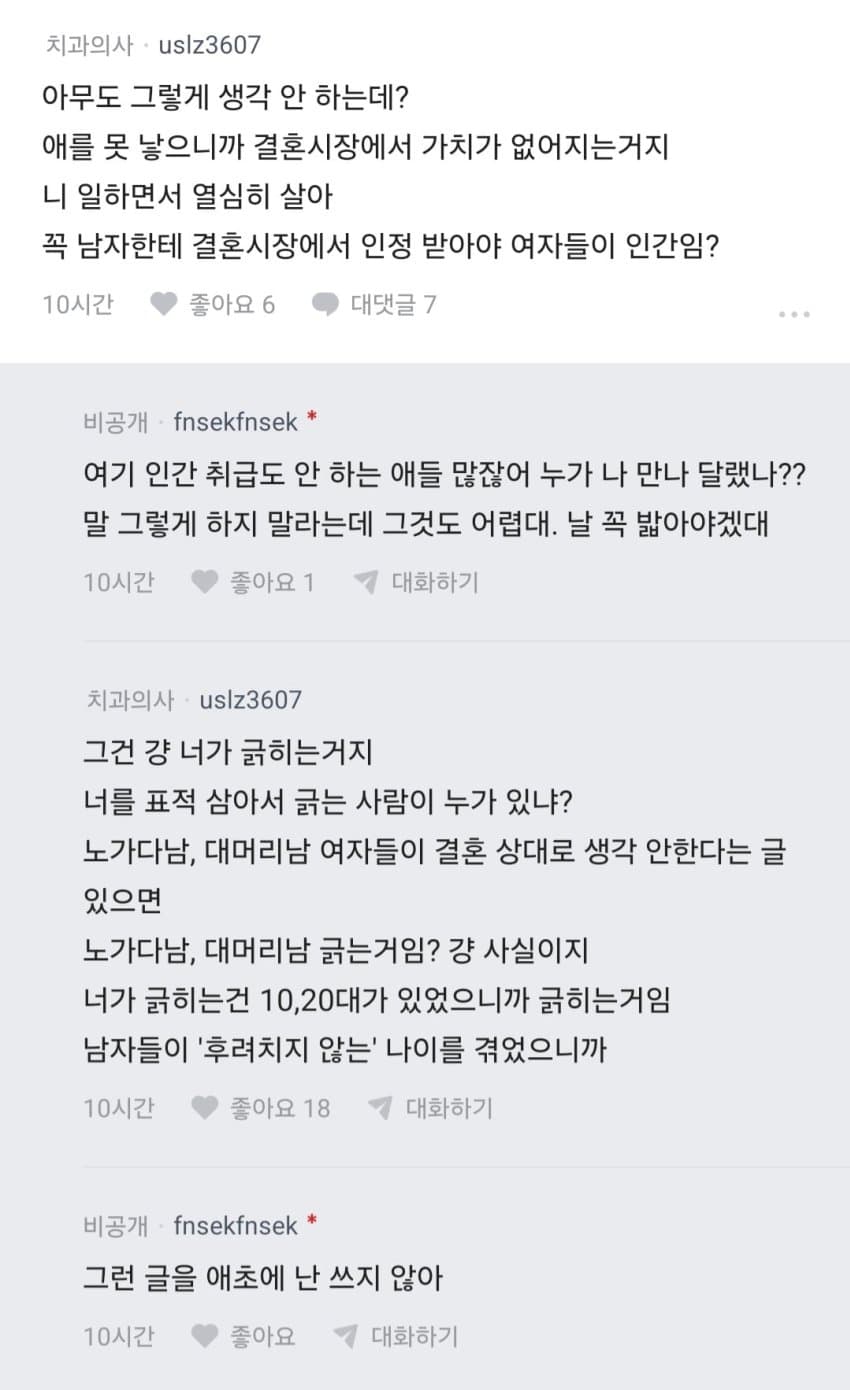 치과의사 · uslz3607
아무도 그렇게 생각 안 하는데?
애를 못 낳으니까 결혼시장에서 가치가 없어지는거지
니 일하면서 열심히 살아
꼭 남자한테 결혼시장에서 인정 받아야 여자들이 인간임?
10시간 좋아요 6 대댓글 7
비공개 · fnsekfnsek *
여기 인간 취급도 안 하는 애들 많잖어 누가 나 만나 달랬나??
말 그렇게 하지 말라는데 그것도 어렵대. 날 꼭 밟아야겠대
10시간 좋아요 1 대화하기
치과의사 · uslz3607
그건 걍 너가 긁히는거지
너를 표적 삼아서 긁는 사람이 누가 있냐?
노가다남, 대머리남 여자들이 결혼 상대로 생각 안한다는 글
있으면
노가다남, 대머리남 긁는거임? 걍 사실이지
너가 긁히는건 10,20대가 있었으니까 긁히는거임
남자들이 '후려치지 않는' 나이를 겪었으니까
10시간 좋아요 18 대화하기
비공개 · fnsekfnsek *
그런 글을 애초에 난 쓰지 않아
10시간 좋아요 대화하기